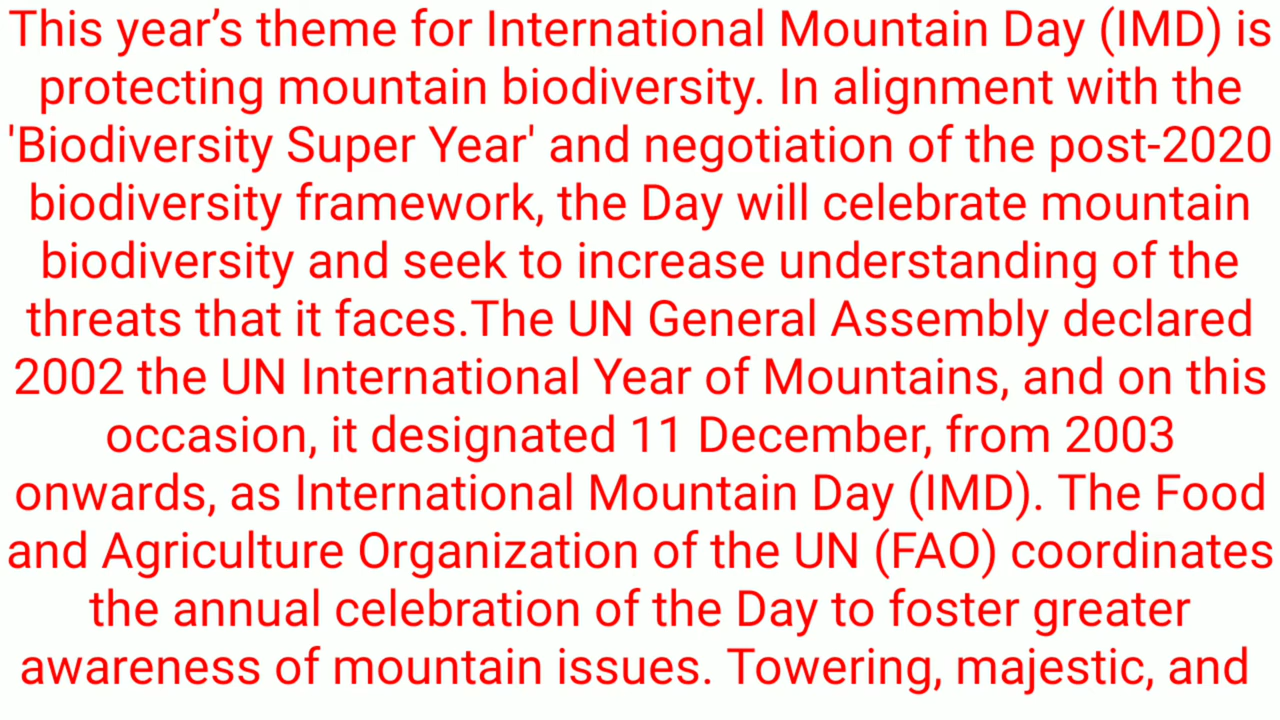 This year’s theme for International Mountain Day (IMD) is
protecting mountain biodiversity. In alignment with the
'Biodiversity Super Year' and negotiation of the post-2020
biodiversity framework, the Day will celebrate mountain
biodiversity and seek to increase understanding of the
threats that it faces.The UN General Assembly declared
2002 the UN International Year of Mountains, and on this
occasion, it designated 11 December, from 2003
onwards, as International Mountain Day (IMD). The Food
and Agriculture Organization of the UN (FAO) coordinates
the annual celebration of the Day to foster greater
awareness of mountain issues. Towering, majestic, and